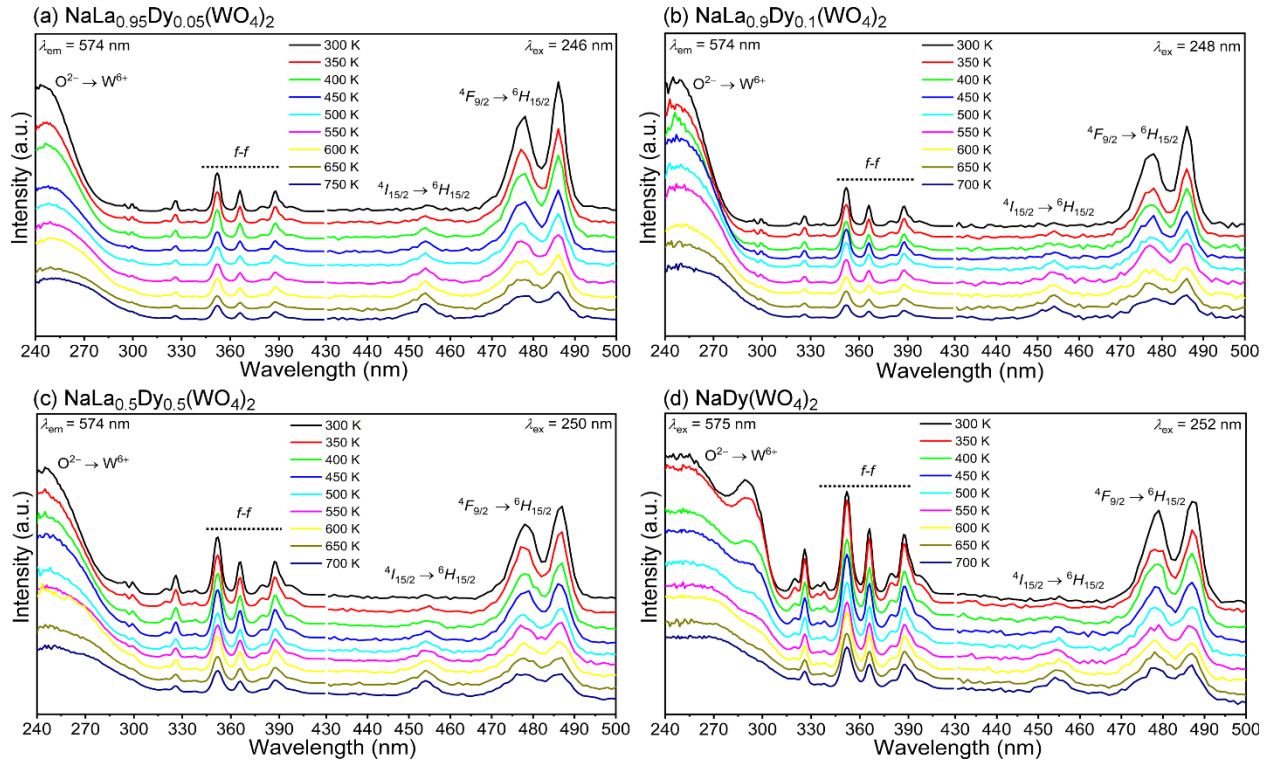 (a) NaLa0.95Dy0.05(WO4)2
λem = 574 nm
λex = 246 nm
O2− → W6+
f-f
4I15/2 → 6H15/2
4F9/2 → 6H15/2
300 K
350 K
400 K
450 K
500 K
550 K
600 K
650 K
750 K
Intensity (a.u.)
240 270 300 330 360 390 430 450 460 470 480 490 500
Wavelength (nm)
(b) NaLa0.9Dy0.1(WO4)2
λem = 574 nm
λex = 248 nm
O2− → W6+
f-f
4I15/2 → 6H15/2
4F9/2 → 6H15/2
300 K
350 K
400 K
450 K
500 K
550 K
600 K
650 K
700 K
Intensity (a.u.)
240 270 300 330 360 390 430 440 450 460 470 480 490 500
Wavelength (nm)
(c) NaLa0.5Dy0.5(WO4)2
λem = 574 nm
λex = 250 nm
O2− → W6+
f-f
4I15/2 → 6H15/2
4F9/2 → 6H15/2
300 K
350 K
400 K
450 K
500 K
550 K
600 K
650 K
700 K
Intensity (a.u.)
240 270 300 330 360 390 430 450 460 470 480 490 500
Wavelength (nm)
(d) NaDy(WO4)2
λex = 575 nm
λex = 252 nm
O2− → W6+
f-f
4I15/2 → 6H15/2
4F9/2 → 6H15/2
300 K
350 K
400 K
450 K
500 K
550 K
600 K
650 K
700 K
Intensity (a.u.)
240 270 300 330 360 390 430 440 450 460 470 480 490 500
Wavelength (nm)